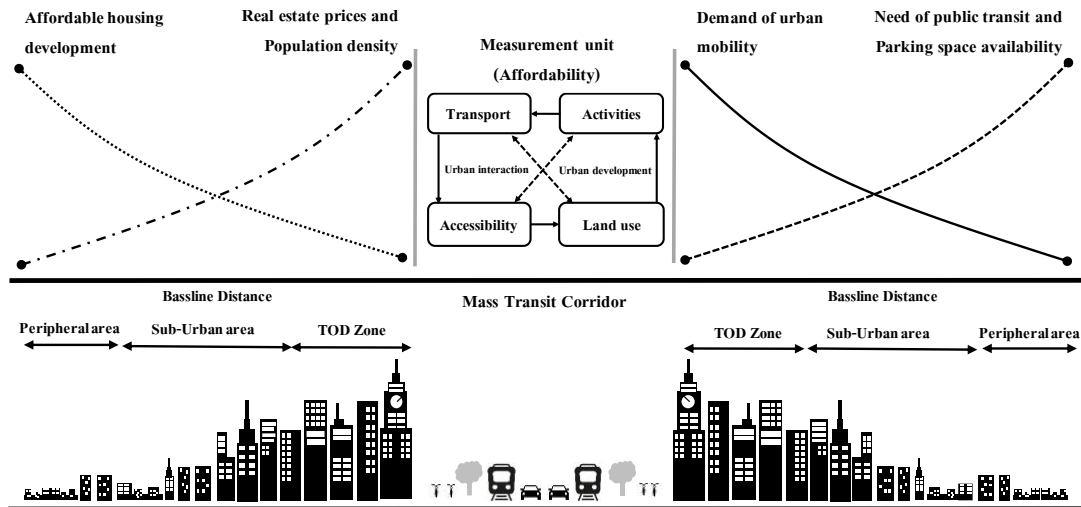 Affordable housing
development
Real estate prices and
Population density
Measurement unit
(Affordability)
Transport
Activities
Urban interaction
Urban development
Accessibility
Land use
Demand of urban
mobility
Need of public transit and
Parking space availability
Bassline Distance
Mass Transit Corridor
Bassline Distance
Peripheral area
Sub-Urban area
TOD Zone
TOD Zone
Sub-Urban area
Peripheral area